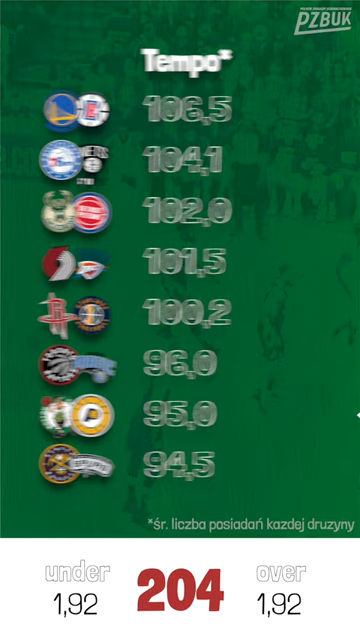 PZBUK
Tempo*
106,5
104,1
102,0
101,5
100,2
96,0
95,0
94,5
*śr. liczba posiadań kazdej druzyny
under 204 over
1,92 1,92